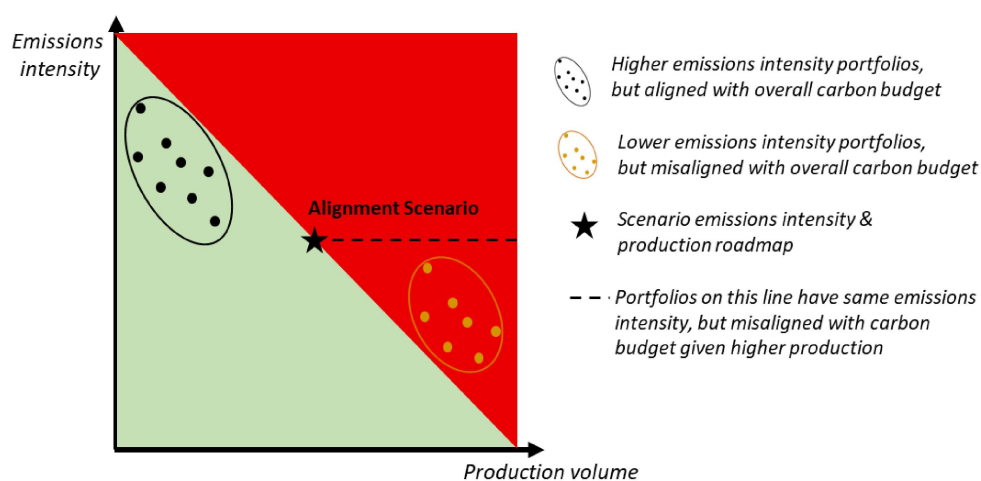 Emissions
intensity
Alignment Scenario
Production volume
Higher emissions intensity portfolios,
but aligned with overall carbon budget
Lower emissions intensity portfolios,
but misaligned with overall carbon budget
Scenario emissions intensity &
production roadmap
Portfolios on this line have same emissions
intensity, but misaligned with carbon
budget given higher production